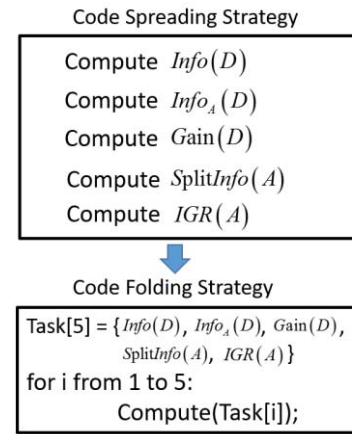 Code Spreading Strategy
Compute Info(D)
Compute Info_A(D)
Compute Gain(D)
Compute SplitInfo(A)
Compute IGR(A)
Code Folding Strategy
Task[5] = {Info(D), Info_A(D), Gain(D),
SplitInfo(A), IGR(A)}
for i from 1 to 5:
Compute(Task[i]);